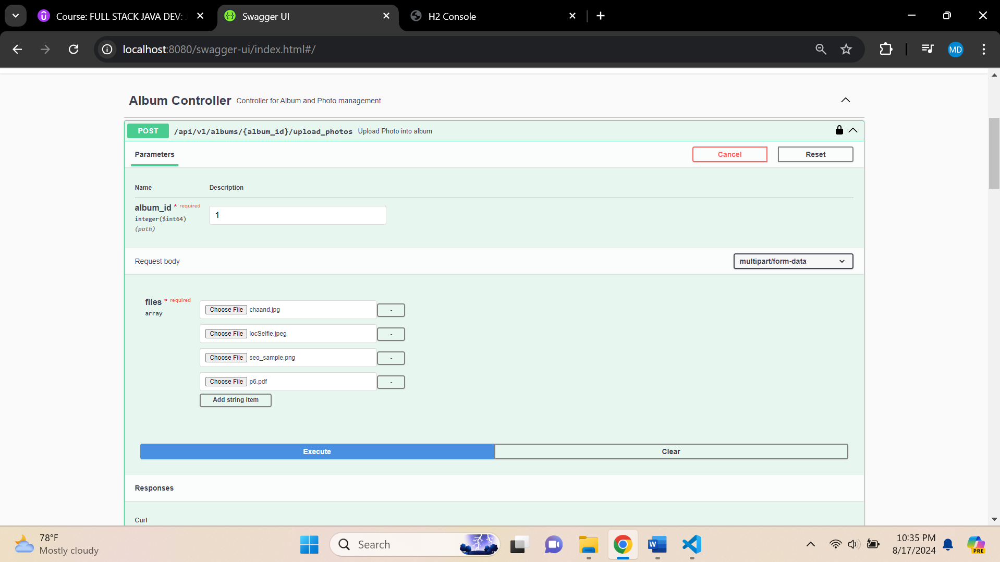 Course: FULL STACK JAVA DEV:
Swagger UI
H2 Console
localhost:8080/swagger-ui/index.html#/
MD
Album Controller Controller for Album and Photo management
POST /api/v1/albums/{album_id}/upload_photos Upload Photo into album
Parameters
Cancel
Reset
Name Description
album_id * required
integer($int64)
(path)
1
Request body
multipart/form-data
files * required
array
Choose File chaand.jpg -
Choose File locSelfie.jpeg -
Choose File seo_sample.png -
Choose File p6.pdf -
Add string item
Execute
Clear
Responses
Curl
78°F
Mostly cloudy
Search
W
10:35 PM
8/17/2024
PRE